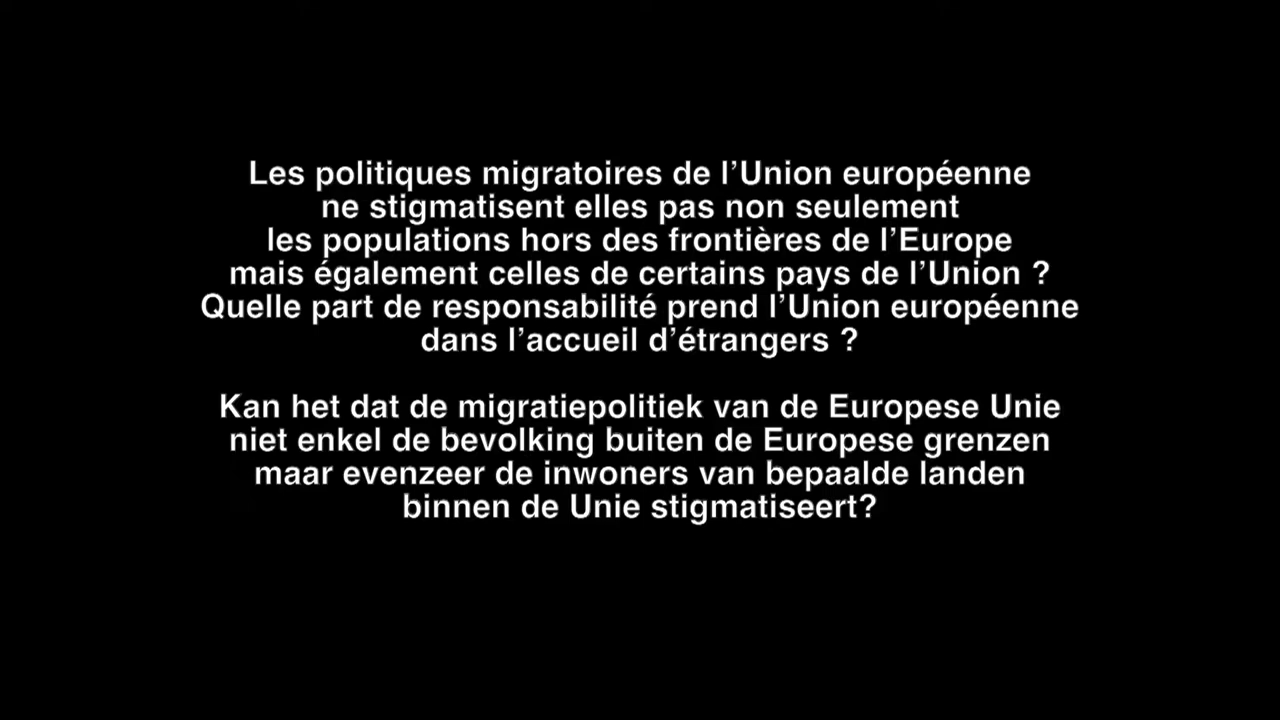 Les politiques migratoires de l’Union européenne
ne stigmatisent elles pas non seulement
les populations hors des frontières de l’Europe
mais également celles de certains pays de l’Union ?
Quelle part de responsabilité prend l’Union européenne
dans l’accueil d’étrangers ?
Kan het dat de migratiepolitiek van de Europese Unie
niet enkel de bevolking buiten de Europese grenzen
maar evenzeer de inwoners van bepaalde landen
binnen de Unie stigmatiseert?